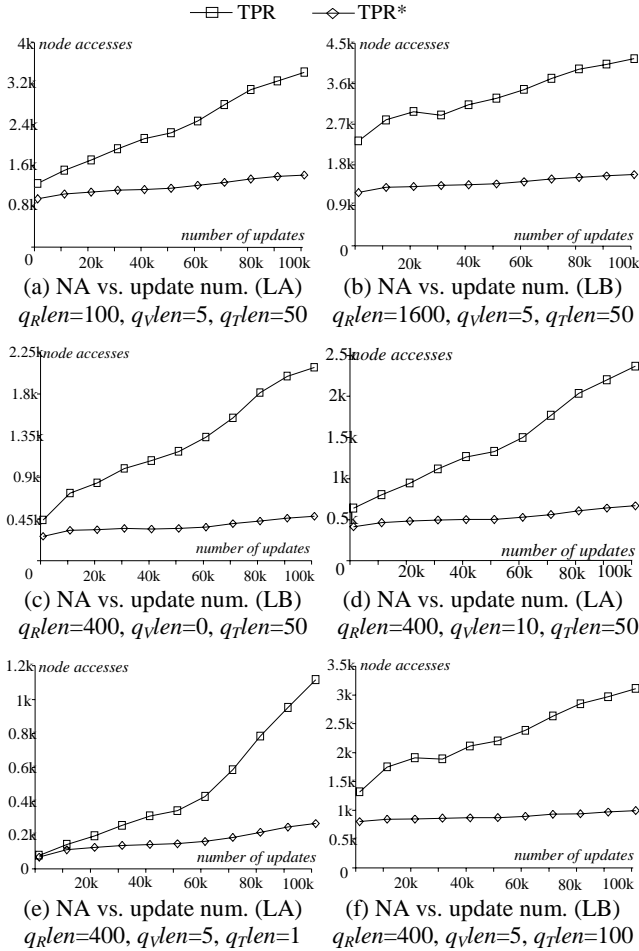 TPR TPR*
4k node accesses
3.2k
2.4k
1.6k
0.8k
number of updates
0 20k 40k 60k 80k 100k
(a) NA vs. update num. (LA)
qRlen=100, qVlen=5, qTlen=50
4.5k node accesses
3.6k
2.7k
1.8k
0.9k
number of updates
0 20k 40k 60k 80k 100k
(b) NA vs. update num. (LB)
qRlen=1600, qVlen=5, qTlen=50
2.25k node accesses
1.8k
1.35k
0.9k
0.45k
number of updates
0 20k 40k 60k 80k 100k
(c) NA vs. update num. (LB)
qRlen=400, qVlen=0, qTlen=50
2.5k node accesses
2k
1.5k
1k
0.5k
number of updates
0 20k 40k 60k 80k 100k
(d) NA vs. update num. (LA)
qRlen=400, qVlen=10, qTlen=50
1.2k node accesses
1k
0.8k
0.6k
0.4k
0.2k
number of updates
0 20k 40k 60k 80k 100k
(e) NA vs. update num. (LA)
qRlen=400, qVlen=5, qTlen=1
3.5k node accesses
3k
2.5k
2k
1.5k
1k
0.5k
number of updates
0 20k 40k 60k 80k 100k
(f) NA vs. update num. (LB)
qRlen=400, qVlen=5, qTlen=100